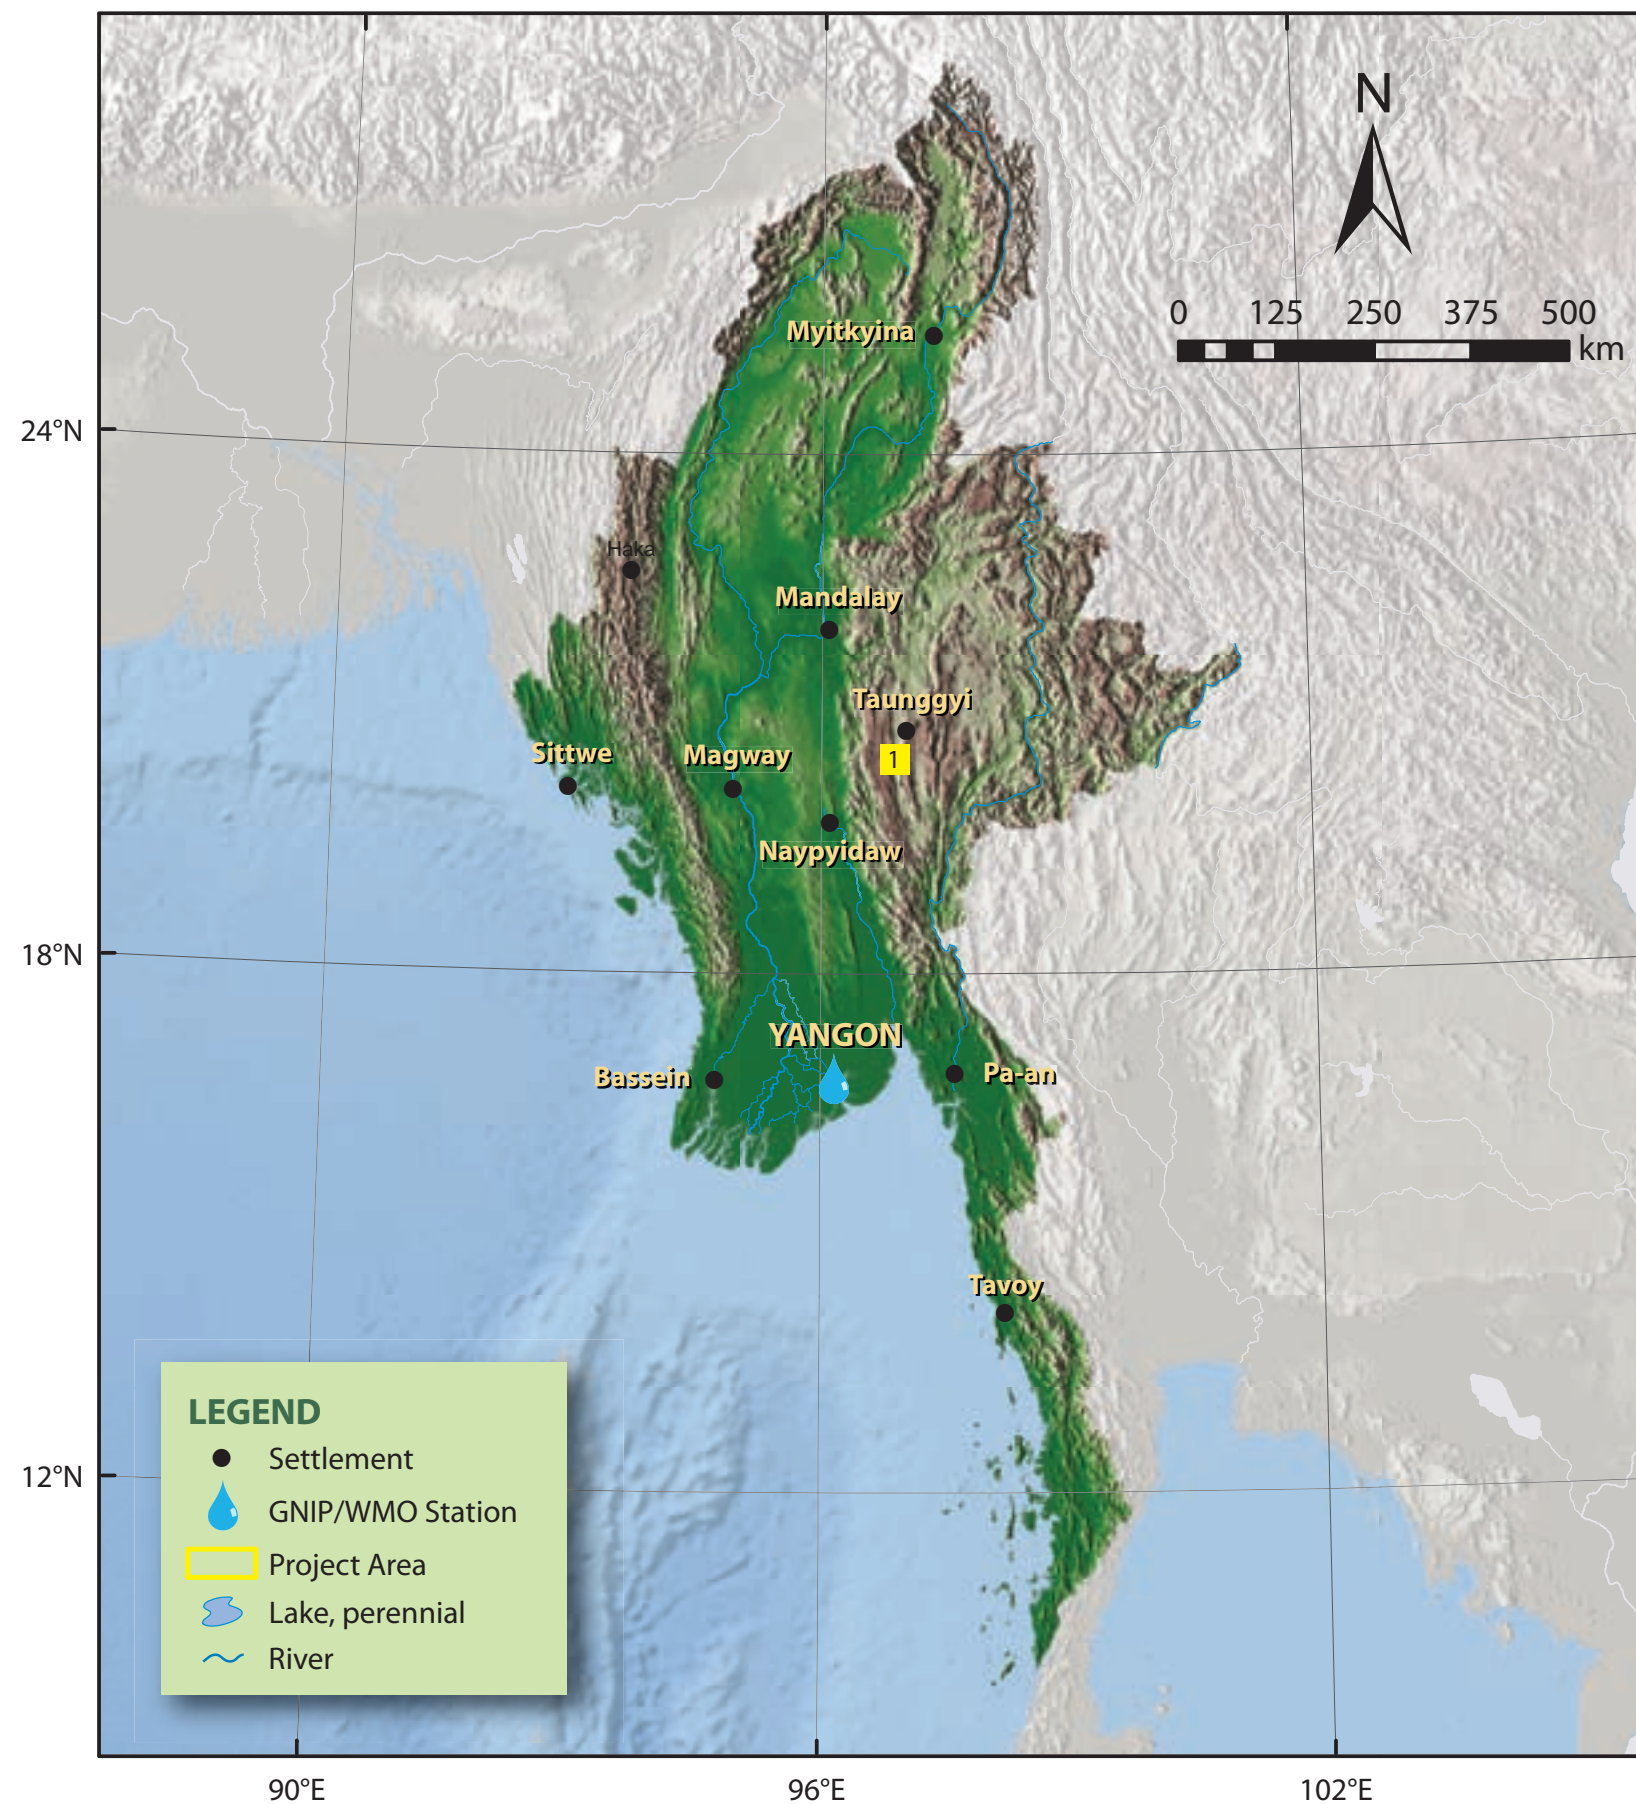 N
0 125 250 375 500
km
Myitkyina
24°N
Haka
Mandalay
Taunggyi
1
Sittwe
Magway
Naypyidaw
18°N
YANGON
Bassein
Pa-an
Tavoy
LEGEND
Settlement
GNIP/WMO Station
12°N
Project Area
Lake, perennial
River
90°E 96°E 102°E